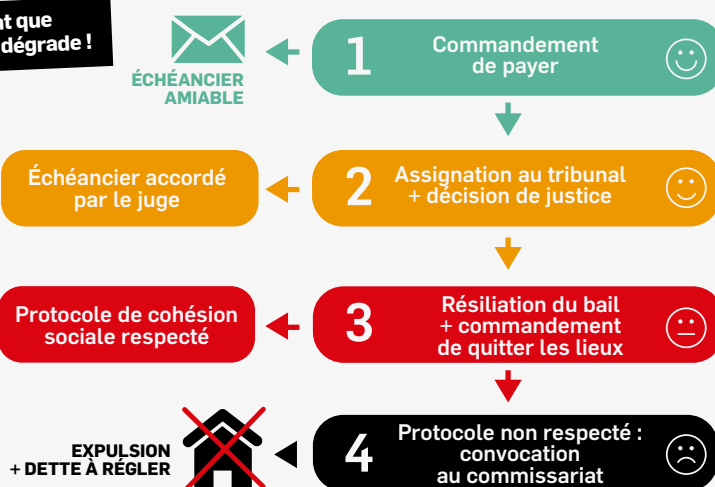 que
dégrade !
ÉCHÉANCIER
AMIABLE
1
Commandement
de payer
Échéancier accordé
par le juge
2
Assignation au tribunal
+ décision de justice
Protocole de cohésion
sociale respecté
3
Résiliation du bail
+ commandement
de quitter les lieux
EXPULSION
+ DETTE À RÉGLER
4
Protocole non respecté :
convocation
au commissariat